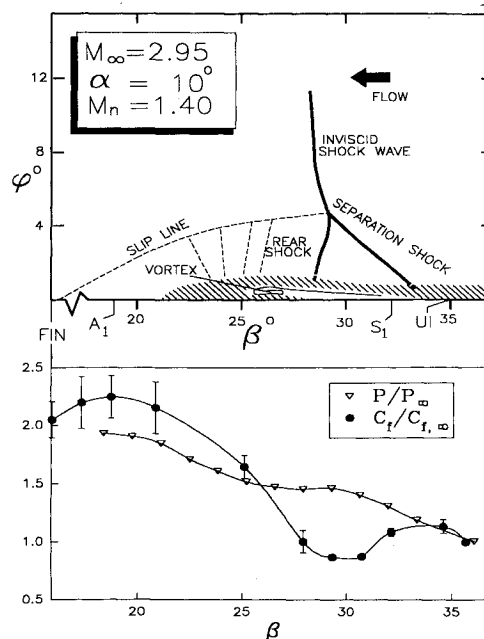 M∞=2.95
α = 10°
Mn=1.40
FLOW
INVISCID
SHOCK WAVE
SEPARATION SHOCK
SLIP LINE
REAR
SHOCK
VORTEX
φ°
12
8
4
FIN
A1
20
25
β°
30
S1
UI
35
2.5
2.0
1.5
1.0
0.5
P/P∞
Cf/Cf,∞
20
25
30
35
β